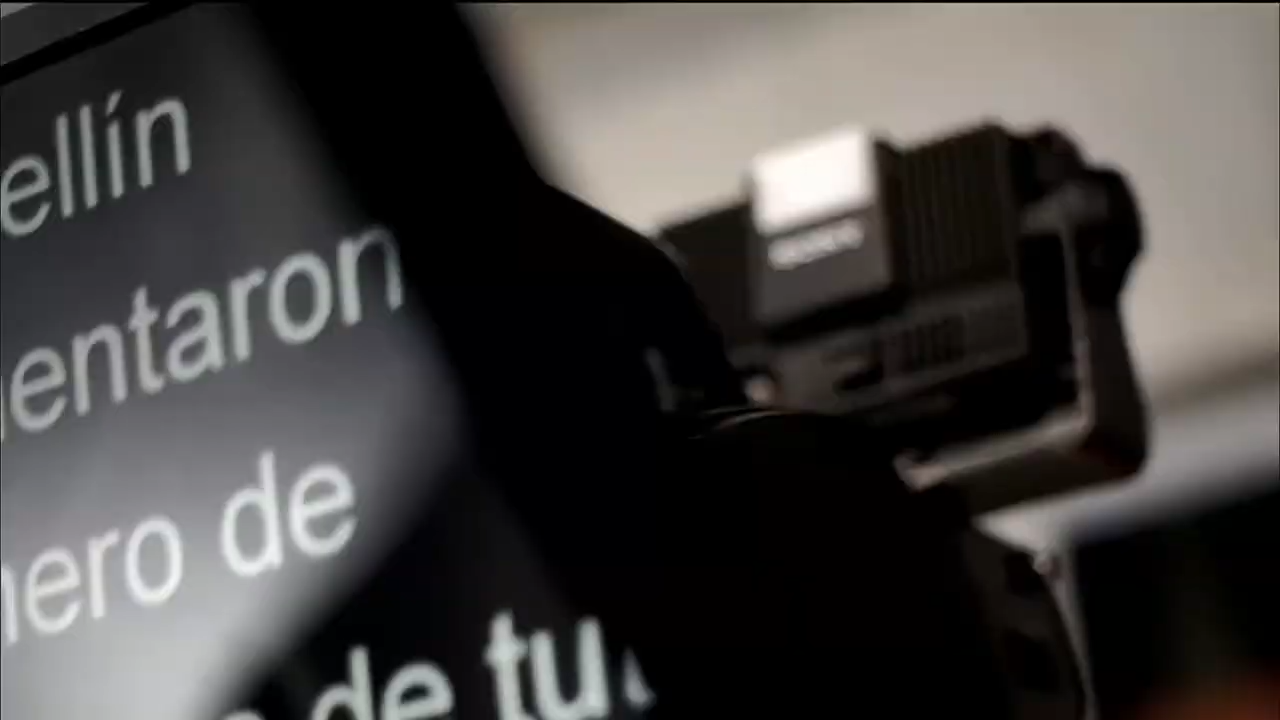 ellín
entaron
nero de
de tu